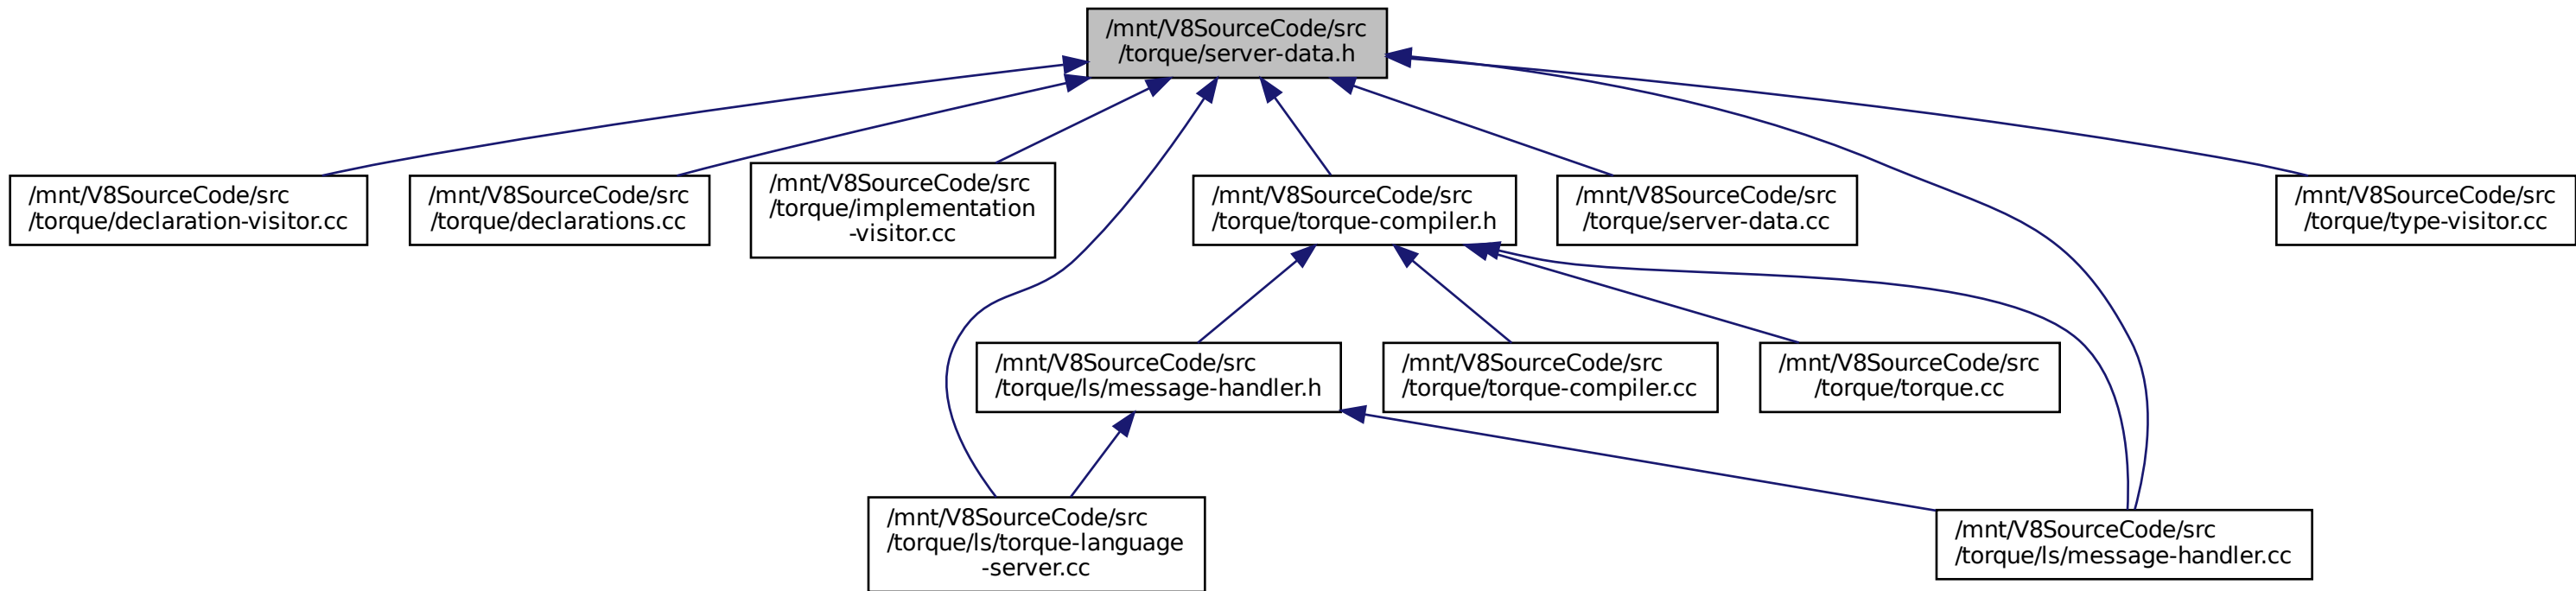 /mnt/V8SourceCode/src
/torque/server-data.h
/mnt/V8SourceCode/src
/torque/declaration-visitor.cc
/mnt/V8SourceCode/src
/torque/declarations.cc
/mnt/V8SourceCode/src
/torque/implementation
-visitor.cc
/mnt/V8SourceCode/src
/torque/torque-compiler.h
/mnt/V8SourceCode/src
/torque/server-data.cc
/mnt/V8SourceCode/src
/torque/type-visitor.cc
/mnt/V8SourceCode/src
/torque/ls/message-handler.h
/mnt/V8SourceCode/src
/torque/torque-compiler.cc
/mnt/V8SourceCode/src
/torque/torque.cc
/mnt/V8SourceCode/src
/torque/ls/torque-language
-server.cc
/mnt/V8SourceCode/src
/torque/ls/message-handler.cc